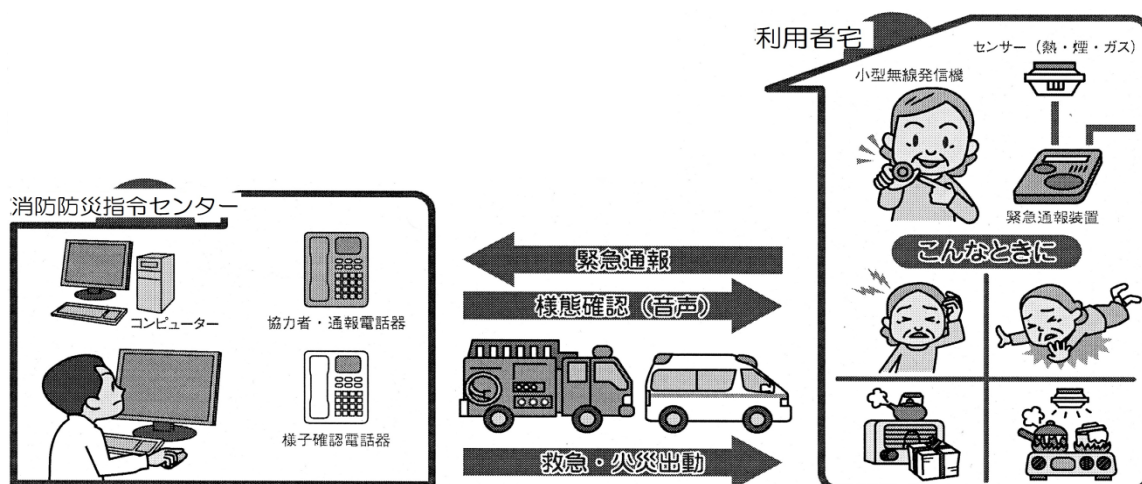 利用者宅
センサー（熱・煙・ガス）
小型無線発信機
緊急通報装置
こんなときに
消防防災指令センター
コンピューター
協力者・通報電話器
様子確認電話器
緊急通報
様態確認（音声）
救急・火災出動